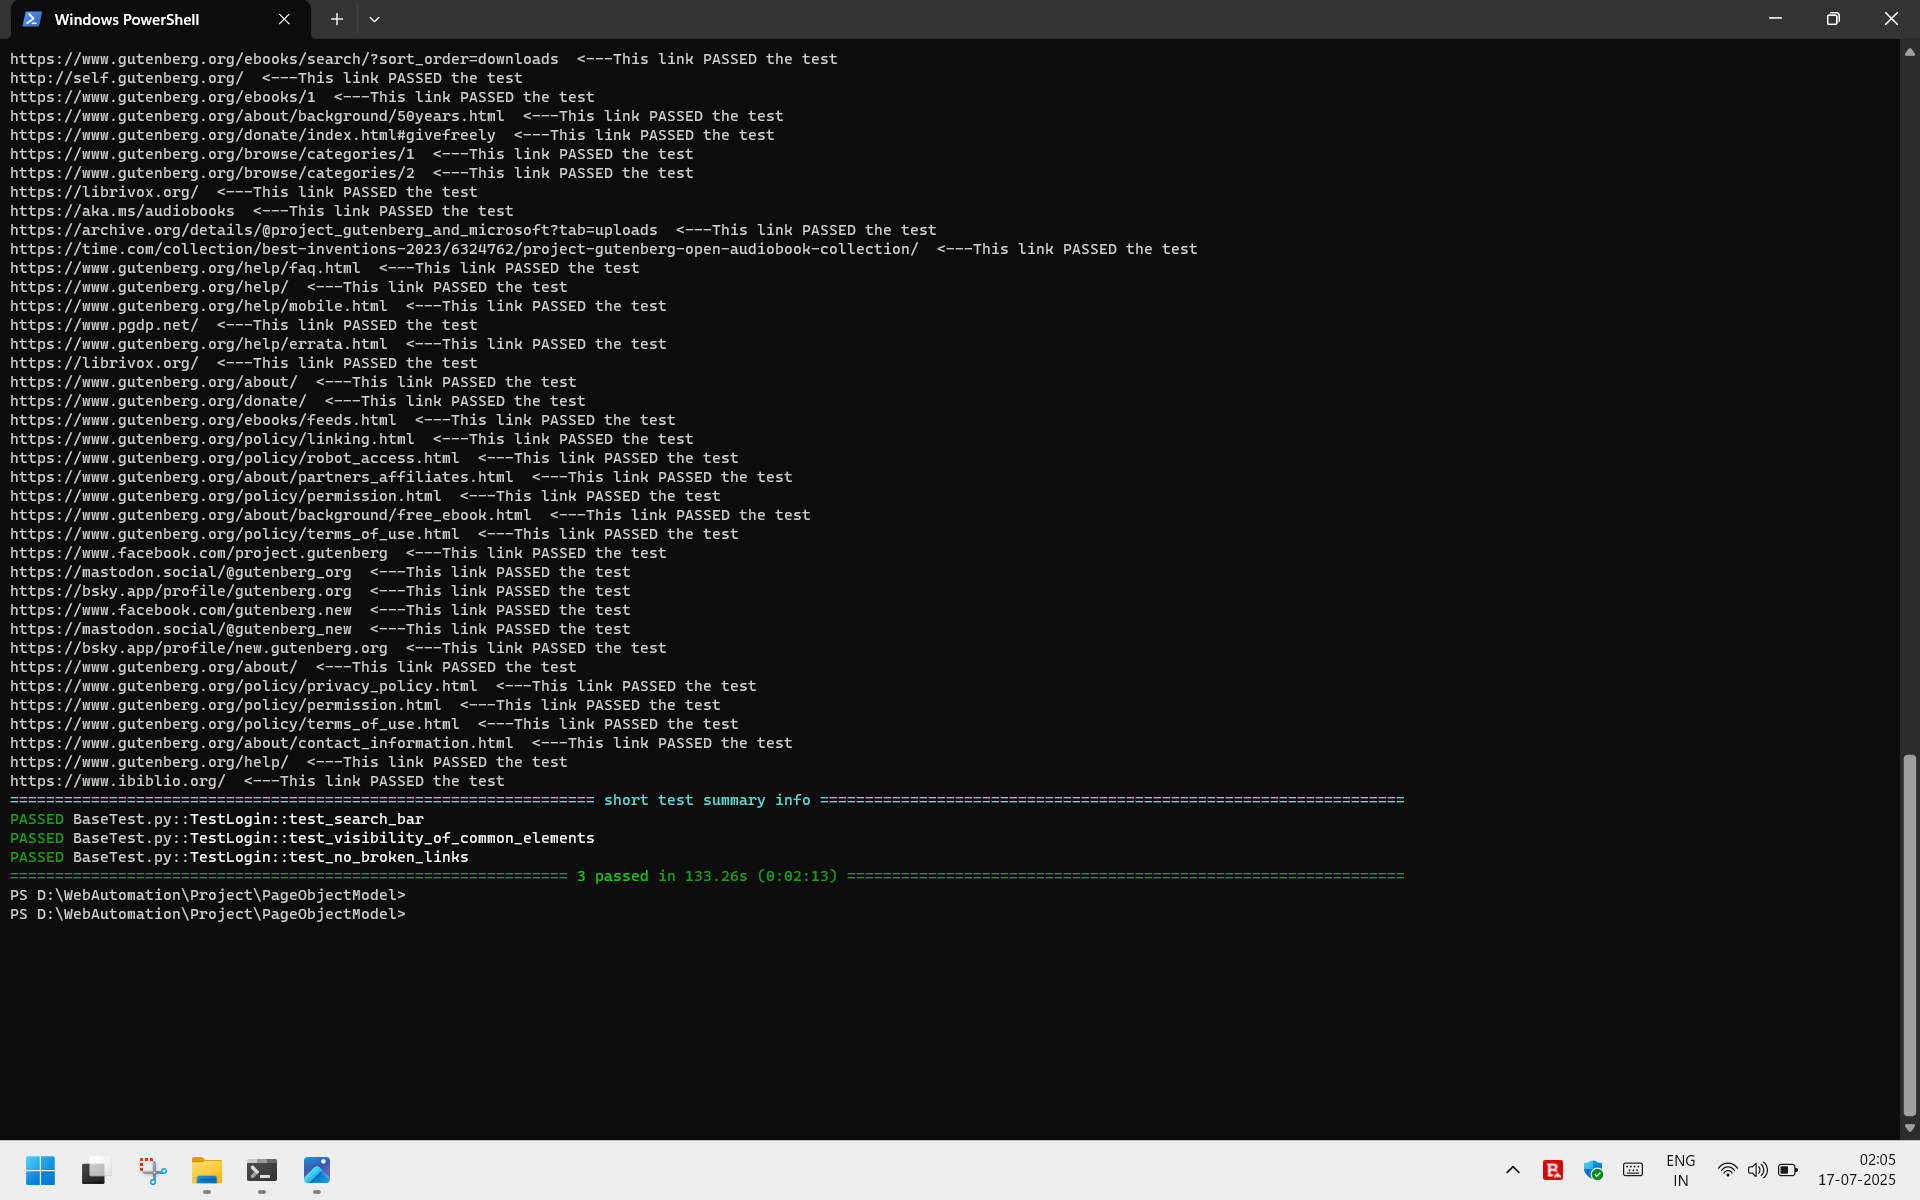 Windows PowerShell
https://www.gutenberg.org/ebooks/search/?sort_order=downloads  <---This link PASSED the test
http://self.gutenberg.org/  <---This link PASSED the test
https://www.gutenberg.org/ebooks/1  <---This link PASSED the test
https://www.gutenberg.org/about/background/50years.html  <---This link PASSED the test
https://www.gutenberg.org/donate/index.html#givefreely  <---This link PASSED the test
https://www.gutenberg.org/browse/categories/1  <---This link PASSED the test
https://www.gutenberg.org/browse/categories/2  <---This link PASSED the test
https://librivox.org/  <---This link PASSED the test
https://aka.ms/audiobooks  <---This link PASSED the test
https://archive.org/details/@project_gutenberg_and_microsoft?tab=uploads  <---This link PASSED the test
https://time.com/collection/best-inventions-2023/6324762/project-gutenberg-open-audiobook-collection/  <---This link PASSED the test
https://www.gutenberg.org/help/faq.html  <---This link PASSED the test
https://www.gutenberg.org/help/  <---This link PASSED the test
https://www.gutenberg.org/help/mobile.html  <---This link PASSED the test
https://www.pgdp.net/  <---This link PASSED the test
https://www.gutenberg.org/help/errata.html  <---This link PASSED the test
https://librivox.org/  <---This link PASSED the test
https://www.gutenberg.org/about/  <---This link PASSED the test
https://www.gutenberg.org/donate/  <---This link PASSED the test
https://www.gutenberg.org/ebooks/feeds.html  <---This link PASSED the test
https://www.gutenberg.org/policy/linking.html  <---This link PASSED the test
https://www.gutenberg.org/policy/robot_access.html  <---This link PASSED the test
https://www.gutenberg.org/about/partners_affiliates.html  <---This link PASSED the test
https://www.gutenberg.org/policy/permission.html  <---This link PASSED the test
https://www.gutenberg.org/about/background/free_ebook.html  <---This link PASSED the test
https://www.gutenberg.org/policy/terms_of_use.html  <---This link PASSED the test
https://www.facebook.com/project.gutenberg  <---This link PASSED the test
https://mastodon.social/@gutenberg_org  <---This link PASSED the test
https://bsky.app/profile/gutenberg.org  <---This link PASSED the test
https://www.facebook.com/gutenberg.new  <---This link PASSED the test
https://mastodon.social/@gutenberg_new  <---This link PASSED the test
https://bsky.app/profile/new.gutenberg.org  <---This link PASSED the test
https://www.gutenberg.org/about/  <---This link PASSED the test
https://www.gutenberg.org/policy/privacy_policy.html  <---This link PASSED the test
https://www.gutenberg.org/policy/permission.html  <---This link PASSED the test
https://www.gutenberg.org/policy/terms_of_use.html  <---This link PASSED the test
https://www.gutenberg.org/about/contact_information.html  <---This link PASSED the test
https://www.gutenberg.org/help/  <---This link PASSED the test
https://www.ibiblio.org/  <---This link PASSED the test
================================================================= short test summary info =================================================================
PASSED BaseTest.py::TestLogin::test_search_bar
PASSED BaseTest.py::TestLogin::test_visibility_of_common_elements
PASSED BaseTest.py::TestLogin::test_no_broken_links
============================================================== 3 passed in 133.26s (0:02:13) ==============================================================
PS D:\WebAutomation\Project\PageObjectModel>
PS D:\WebAutomation\Project\PageObjectModel>
B
ENG
IN
02:05
17-07-2025